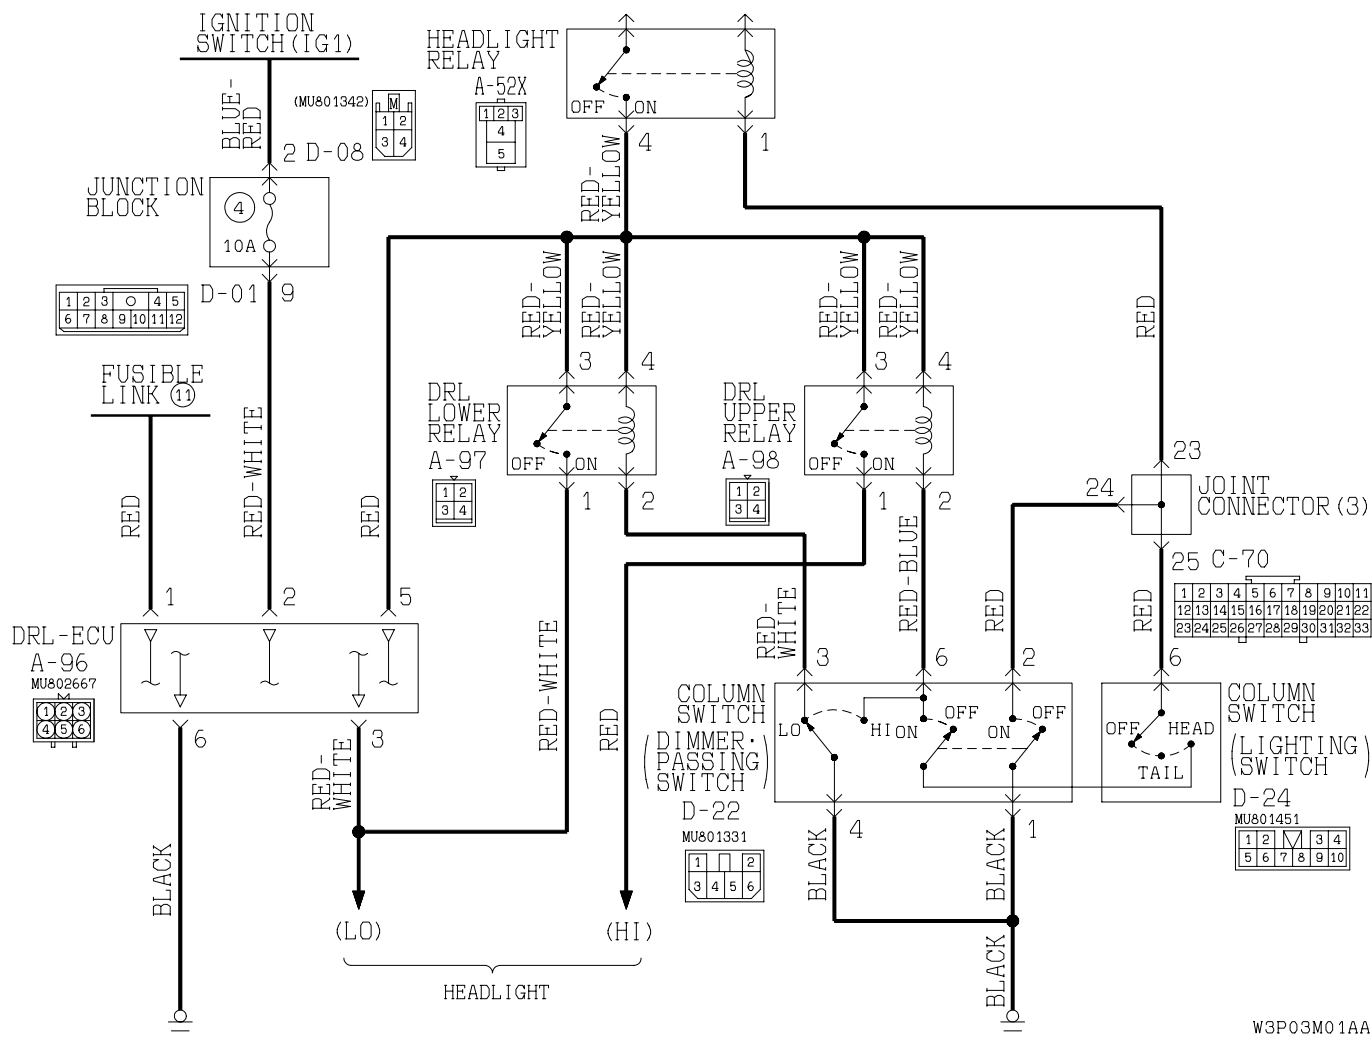 IGNITION
SWITCH(IG1)
BLUE-
RED
2 D-08
(MU801342)
M
1 2
3 4
JUNCTION
BLOCK
4
10A
D-01 9
1 2 3 4 5
6 7 8 9 10 11 12
HEADLIGHT
RELAY
A-52X
1 2 3
4
5
OFF ON
4
1
RED-
YELLOW
RED-
YELLOW
RED-
YELLOW
RED-
YELLOW
RED-
YELLOW
RED
FUSIBLE
LINK 11
RED
RED-WHITE
RED
3 4
DRL
LOWER
RELAY
A-97
1 2
3 4
OFF ON
1 2
3 4
DRL
UPPER
RELAY
A-98
1 2
3 4
OFF ON
1 2
RED-BLUE
23
24
JOINT
CONNECTOR(3)
25 C-70
1 2 3 4 5 6 7 8 9 10 11
12 13 14 15 16 17 18 19 20 21 22
23 24 25 26 27 28 29 30 31 32 33
RED
RED
1 2 5
DRL-ECU
A-96
MU802667
1 2 3
4 5 6
6 3
RED-
WHITE
RED-WHITE
RED
RED-
WHITE
3 6 2
COLUMN
SWITCH
(DIMMER·
PASSING
SWITCH)
D-22
MU801331
1 2
3 4 5 6
LO HI ON OFF ON OFF
4 1
6
OFF HEAD
TAIL
COLUMN
SWITCH
(LIGHTING
SWITCH)
D-24
MU801451
1 2 3 4
5 6 7 8 9 10
BLACK
BLACK
BLACK
BLACK
(LO) (HI)
HEADLIGHT
W3P03M01AA